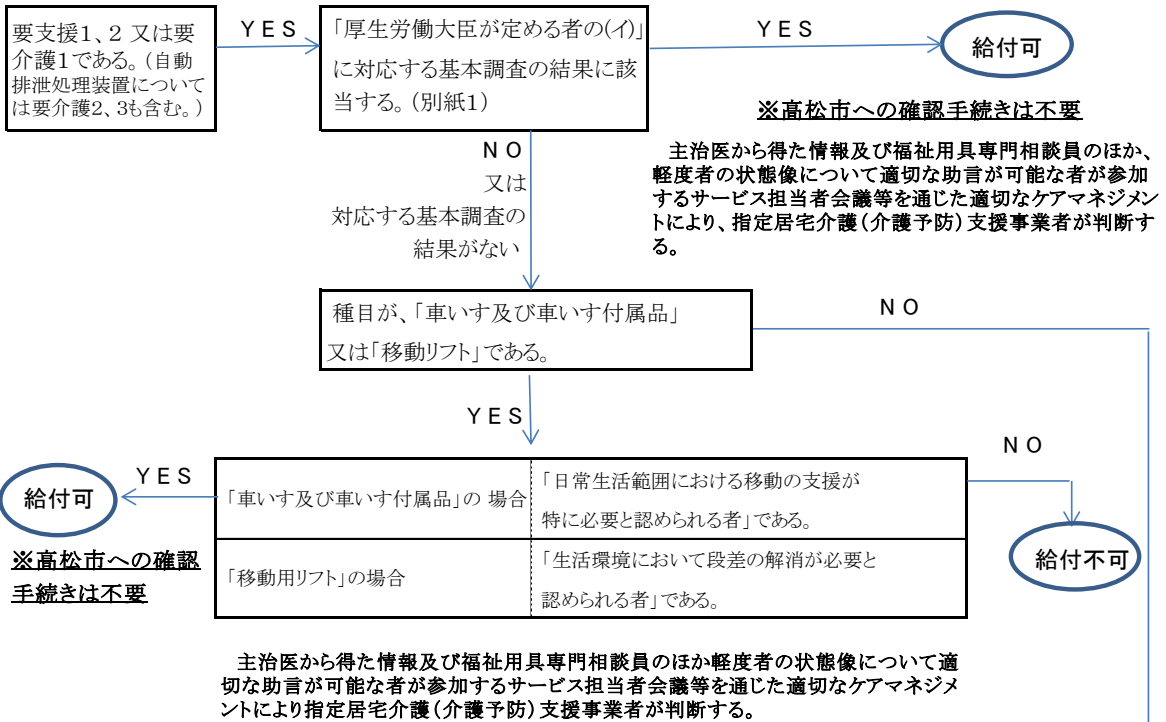 要支援1、2 又は要
介護1である。(自動
排泄処理装置について
は要介護2、3も含む。)
YES
「厚生労働大臣が定める者の(イ)」
に対応する基本調査の結果に該
当する。(別紙1)
YES
給付可
※高松市への確認手続きは不要
主治医から得た情報及び福祉用具専門相談員のほか、
軽度者の状態像について適切な助言が可能な者が参加
するサービス担当者会議等を通じた適切なケアマネジメン
トにより、指定居宅介護(介護予防)支援事業者が判断す
る。
NO
又は
対応する基本調査の
結果がない
種目が、「車いす及び車いす付属品」
又は「移動リフト」である。
NO
YES
NO
YES
給付可
※高松市への確認
手続きは不要
「車いす及び車いす付属品」の 場合
「日常生活範囲における移動の支援が
特に必要と認められる者」である。
「移動用リフト」の場合
「生活環境において段差の解消が必要と
認められる者」である。
給付不可
主治医から得た情報及び福祉用具専門相談員のほか軽度者の状態像について適
切な助言が可能な者が参加するサービス担当者会議等を通じた適切なケアマネジメ
ントにより指定居宅介護(介護予防)支援事業者が判断する。